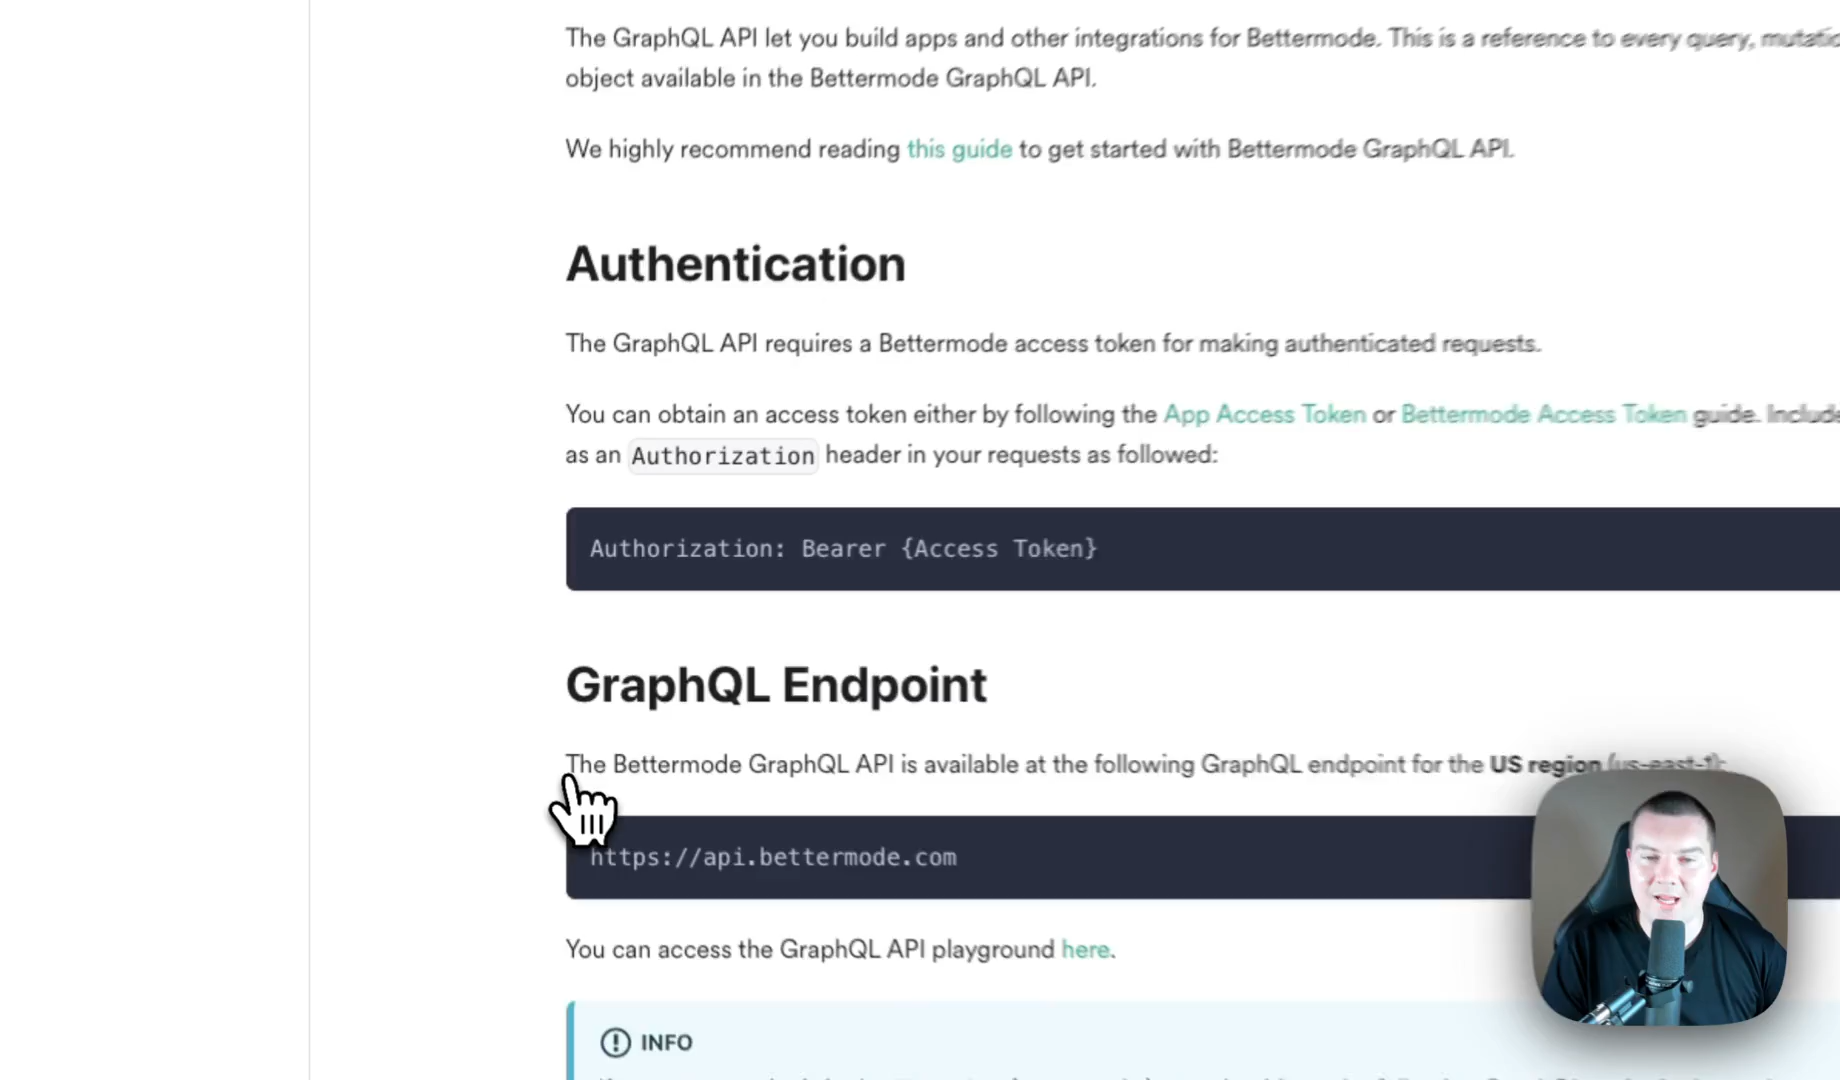 The GraphQL API let you build apps and other integrations for Bettermode. This is a reference to every query,
object available in the Bettermode GraphQL API.
We highly recommend reading this guide to get started with Bettermode GraphQL API.
Authentication
The GraphQL API requires a Bettermode access token for making authenticated requests.
You can obtain an access token either by following the App Access Token or Bettermode Access Token guide.
as an Authorization header in your requests as followed:
Authorization: Bearer {Access Token}
GraphQL Endpoint
The Bettermode GraphQL API is available at the following GraphQL endpoint for the US region (us-east-1):
https://api.bettermode.com
You can access the GraphQL API playground here.
INFO